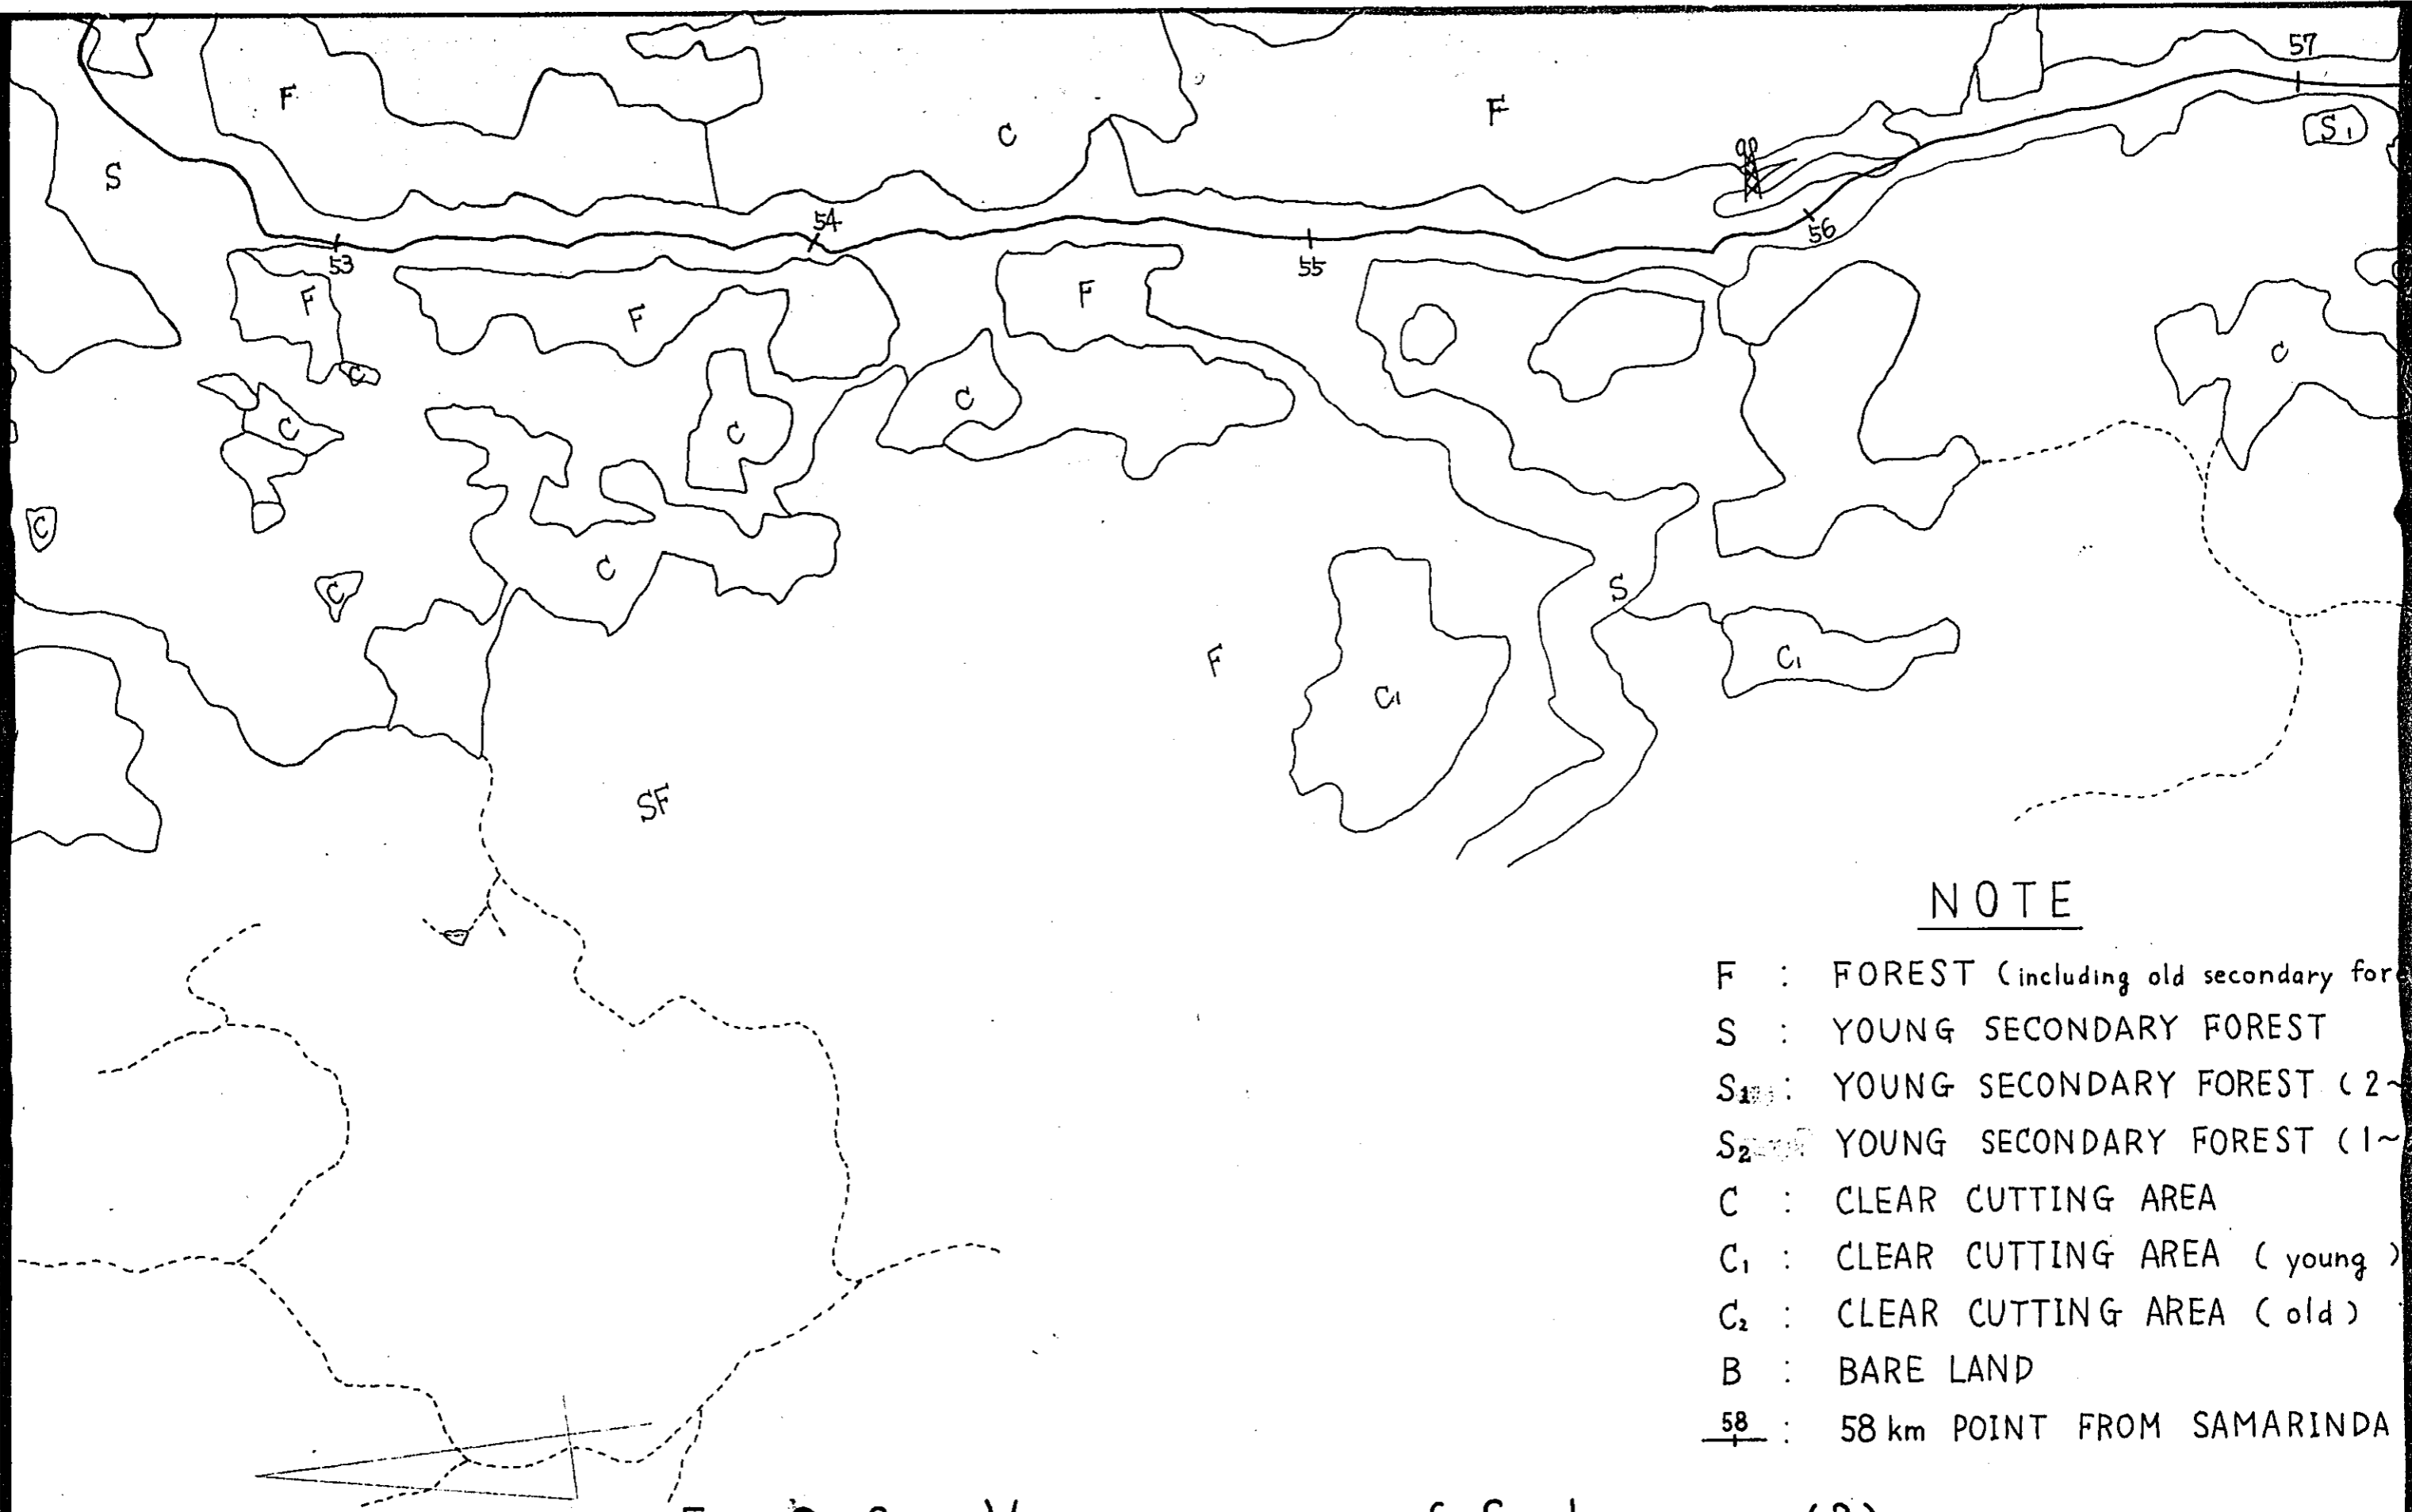 57
F
F
C
S1
S
54
56
53
55
F
F
F
C
C
C
C
C
C
C
C
S
F
C1
C1
SF
NOTE
F : FOREST (including old secondary
S : YOUNG SECONDARY FOREST
S1 : YOUNG SECONDARY FOREST (2~
S2 YOUNG SECONDARY FOREST (1~
C : CLEAR CUTTING AREA
C1 : CLEAR CUTTING AREA (young)
C2 : CLEAR CUTTING AREA (old)
B : BARE LAND
58 : 58 km POINT FROM SAMARINDA